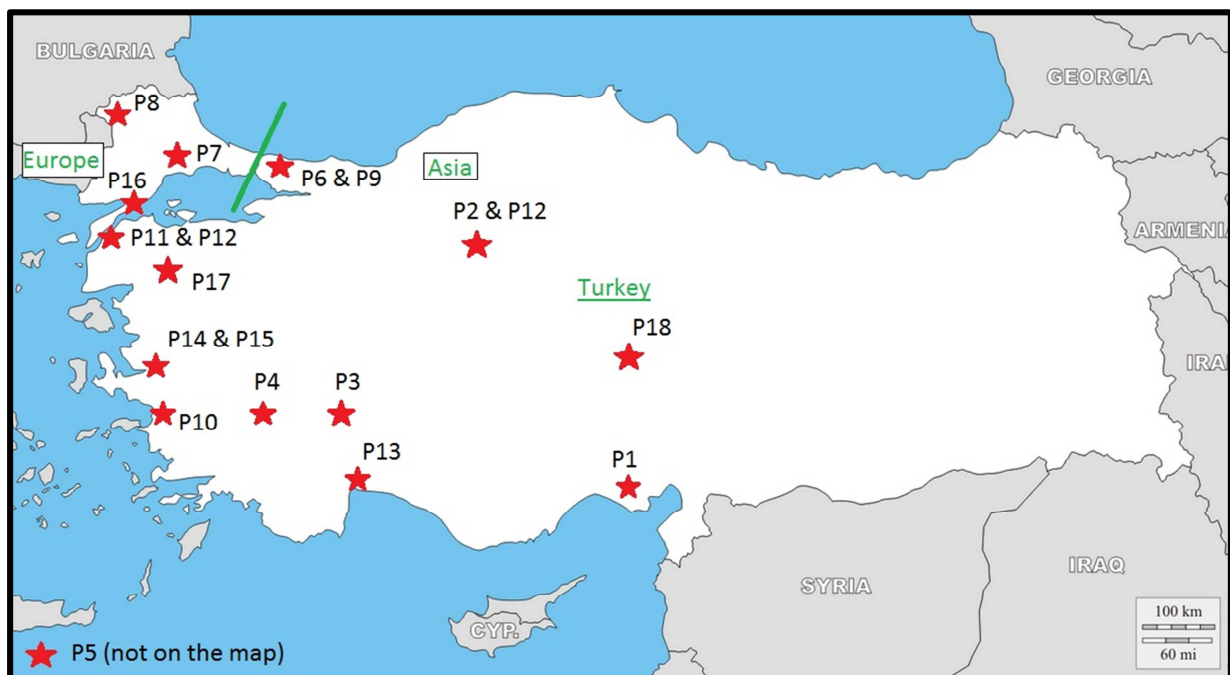 BULGARIA
GEORGIA
P8
Europe
P7
Asia
P16
P6 & P9
P2 & P12
ARMENIA
P11 & P12
P17
Turkey
P14 & P15
P18
IRA
P4
P3
P10
P13
P1
SYRIA
IRAQ
CYP.
100 km
60 mi
P5 (not on the map)